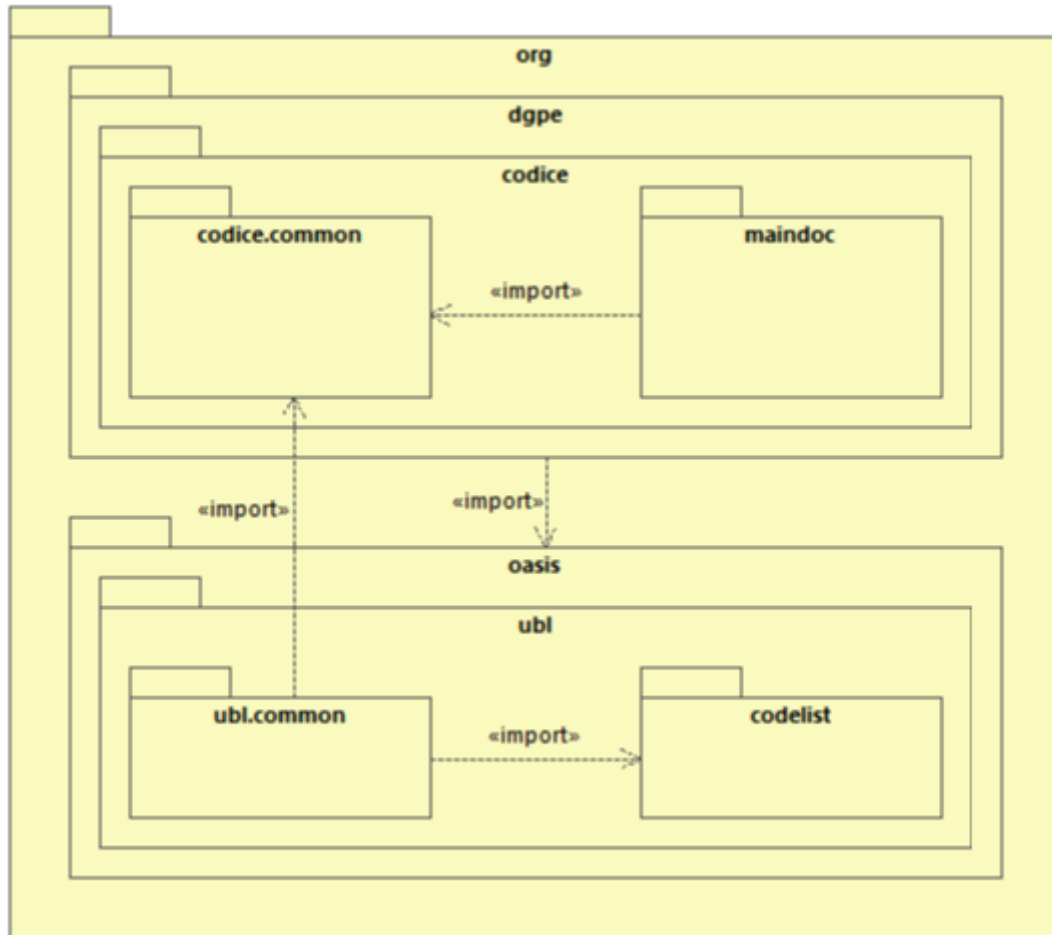 org
dgpe
codice
codice.common
maindoc
«import»
«import»
«import»
oasis
ubl
ubl.common
codelist
«import»